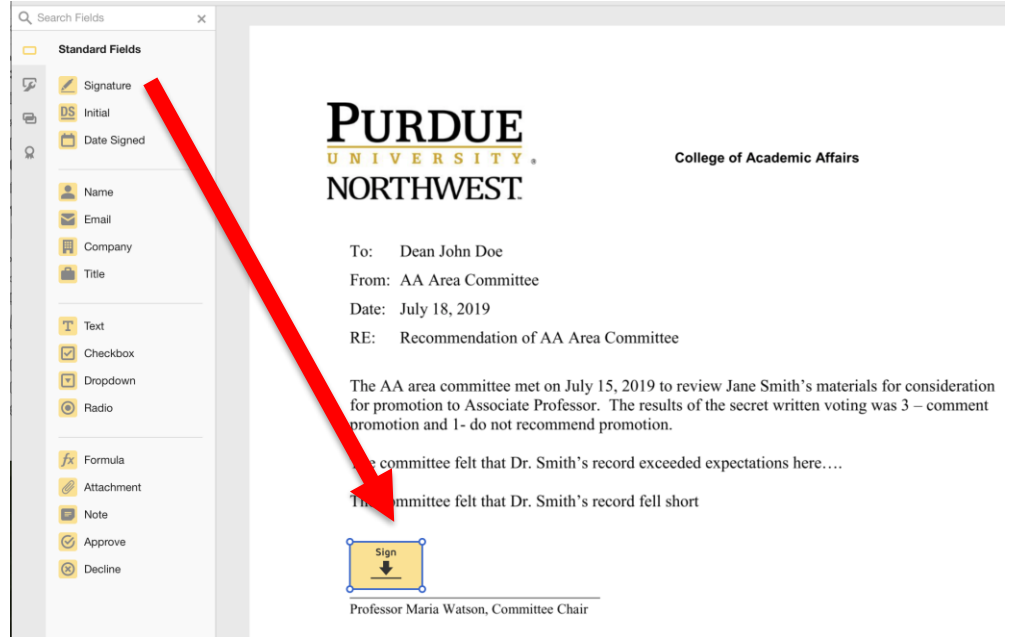 Search Fields
Standard Fields
Signature
DS Initial
Date Signed
Name
Email
Company
Title
T Text
Checkbox
Dropdown
Radio
fx Formula
Attachment
Note
Approve
Decline
PURDUE
UNIVERSITY®
NORTHWEST™
College of Academic Affairs
To: Dean John Doe
From: AA Area Committee
Date: July 18, 2019
RE: Recommendation of AA Area Committee
The AA area committee met on July 15, 2019 to review Jane Smith’s materials for consideration
for promotion to Associate Professor. The results of the secret written voting was 3 – comment
promotion and 1- do not recommend promotion.
committee felt that Dr. Smith’s record exceeded expectations here….
committee felt that Dr. Smith’s record fell short
Sign
Professor Maria Watson, Committee Chair